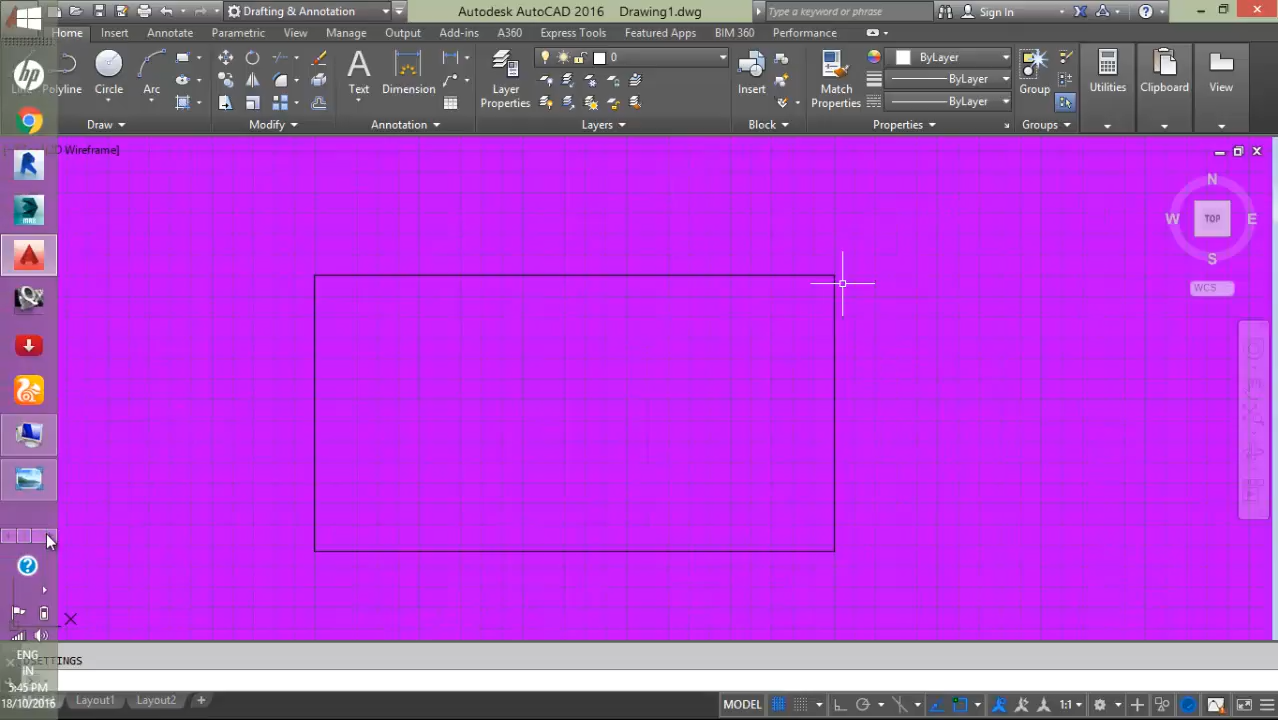 Drafting & Annotation
Autodesk AutoCAD 2016 Drawing1.dwg
Type a keyword or phrase
Sign In
Home
Insert
Annotate
Parametric
View
Manage
Output
Add-ins
A360
Express Tools
Featured Apps
BIM 360
Performance
hp
Polyline
Circle
Arc
Text
Dimension
Layer
Properties
0
Insert
Match
Properties
ByLayer
ByLayer
ByLayer
Group
Utilities
Clipboard
View
Draw
Modify
Annotation
Layers
Block
Properties
Groups
Wireframe]
N
W
TOP
E
S
WCS
X
SETTINGS
ENG
IN
5:45 PM
18/10/2016
Layout1
Layout2
+
MODEL
1:1